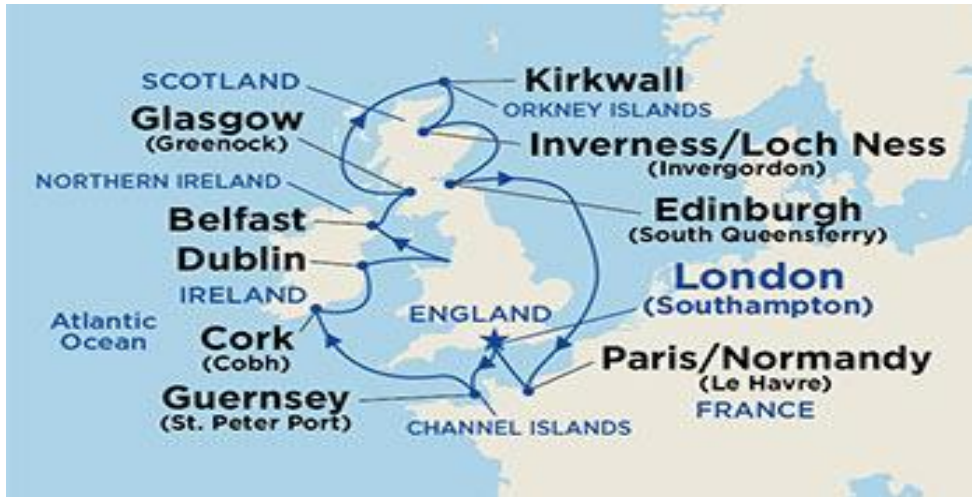 SCOTLAND
Kirkwall
ORKNEY ISLANDS
Glasgow
(Greenock)
Inverness/Loch Ness
(Invergordon)
NORTHERN IRELAND
Edinburgh
(South Queensferry)
Belfast
Dublin
IRELAND
London
(Southampton)
ENGLAND
Atlantic
Ocean
Cork
(Cobh)
Paris/Normandy
(Le Havre)
FRANCE
Guernsey
(St. Peter Port)
CHANNEL ISLANDS